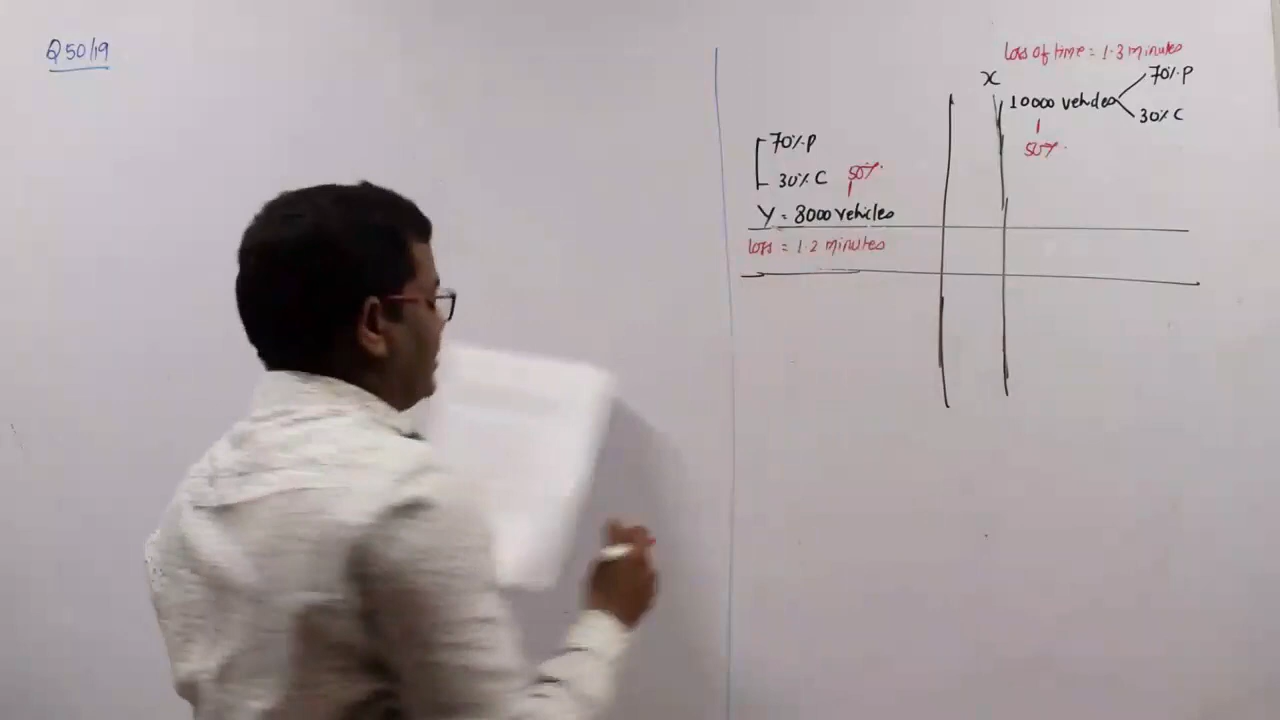 Q 50/19
Loss of time = 1.3 minutes
X
70% P
10000 vehicles
30% C
50%
70% P
30% C
50%
Y = 8000 vehicles
Loss = 1.2 minutes